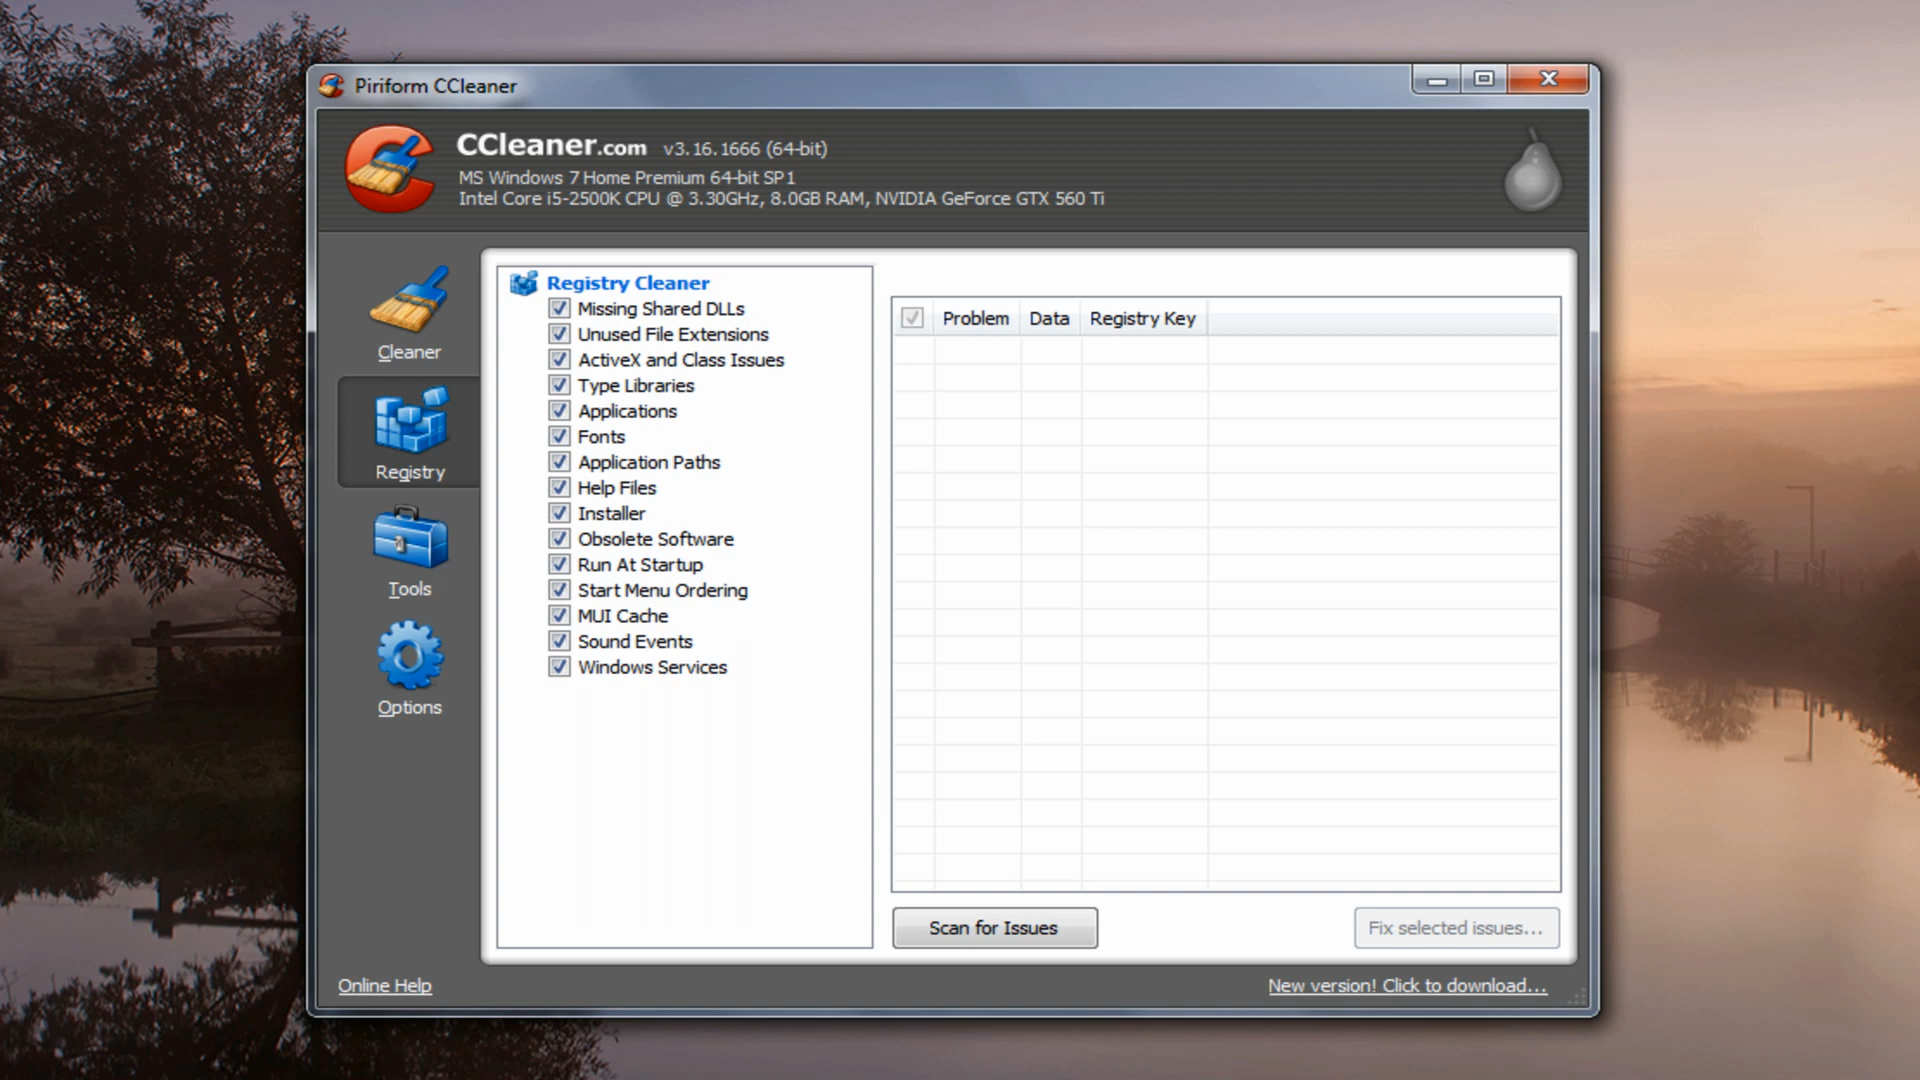 Piriform CCleaner
CCleaner.com v3.16.1666 (64-bit)
MS Windows 7 Home Premium 64-bit SP1
Intel Core i5-2500K CPU @ 3.30GHz, 8.0GB RAM, NVIDIA GeForce GTX 560 Ti
Cleaner
Registry
Tools
Options
Registry Cleaner
Missing Shared DLLs
Unused File Extensions
ActiveX and Class Issues
Type Libraries
Applications
Fonts
Application Paths
Help Files
Installer
Obsolete Software
Run At Startup
Start Menu Ordering
MUI Cache
Sound Events
Windows Services
Problem Data Registry Key
Scan for Issues
Fix selected issues...
Online Help
New version! Click to download...